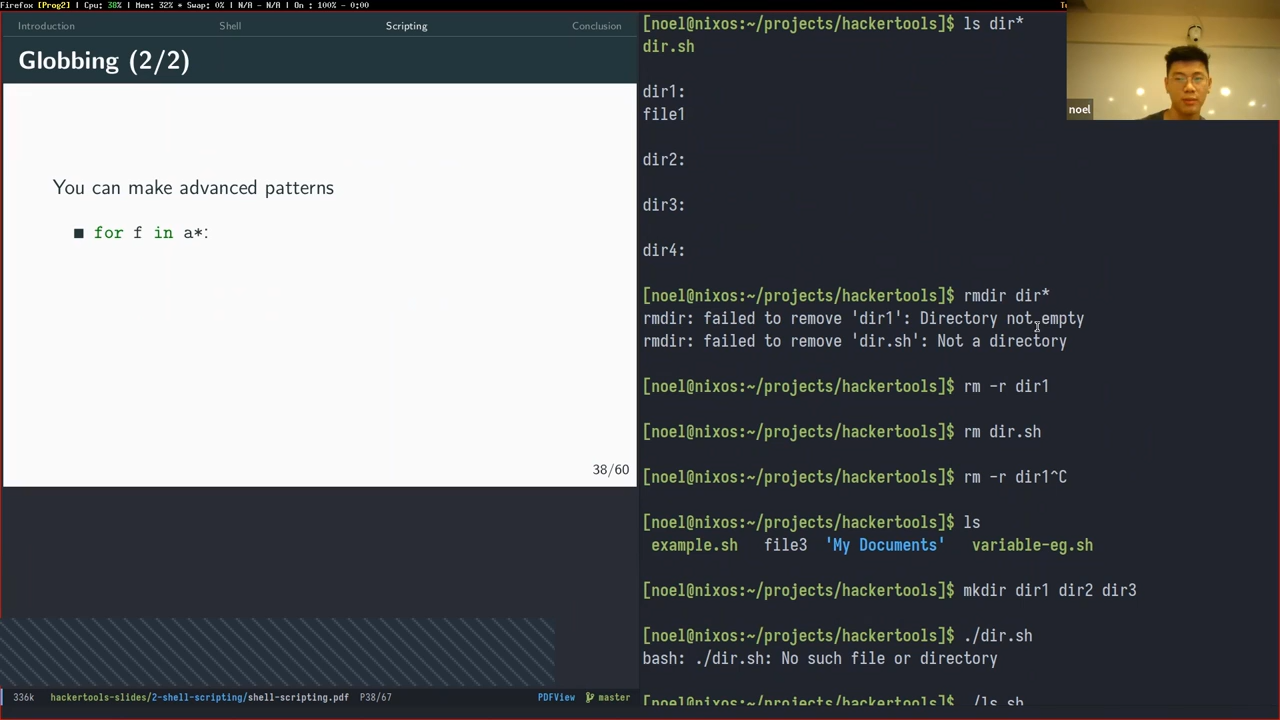 Firefox [Prog2] | Cpu: 38% | Mem: 32% * Swap: 0% | N/A - N/A | On : 100% - 0:00
Introduction Shell Scripting Conclusion
Globbing (2/2)
You can make advanced patterns
for f in a*:
38/60
336k hackertools-slides/2-shell-scripting/shell-scripting.pdf P38/67 PDFView master
[noel@nixos:~/projects/hackertools]$ ls dir*
dir.sh
dir1:
file1
dir2:
dir3:
dir4:
[noel@nixos:~/projects/hackertools]$ rmdir dir*
rmdir: failed to remove 'dir1': Directory not empty
rmdir: failed to remove 'dir.sh': Not a directory
[noel@nixos:~/projects/hackertools]$ rm -r dir1
[noel@nixos:~/projects/hackertools]$ rm dir.sh
[noel@nixos:~/projects/hackertools]$ rm -r dir1^C
[noel@nixos:~/projects/hackertools]$ ls
example.sh file3 'My Documents' variable-eg.sh
[noel@nixos:~/projects/hackertools]$ mkdir dir1 dir2 dir3
[noel@nixos:~/projects/hackertools]$ ./dir.sh
bash: ./dir.sh: No such file or directory
[noel@nixos:~/projects/hackertools]$ ./ls.sh
noel